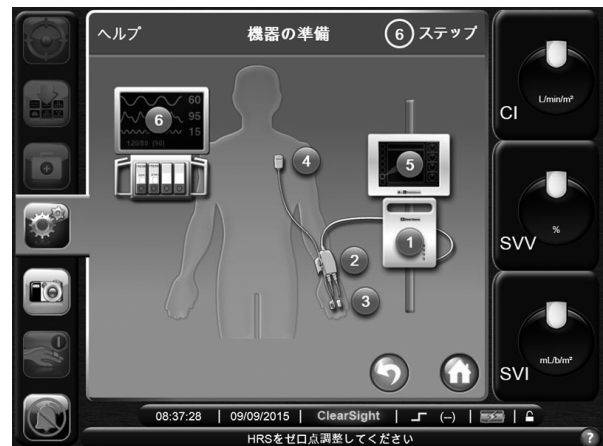 ヘルプ
機器の準備
6 ステップ
60
95
15
120/80 (90)
6
4
5
1
2
3
L/min/m²
CI
%
SVV
mL/b/m²
SVI
08:37:28 | 09/09/2015 | ClearSight | (--) |
HRSをゼロ点調整してください
?